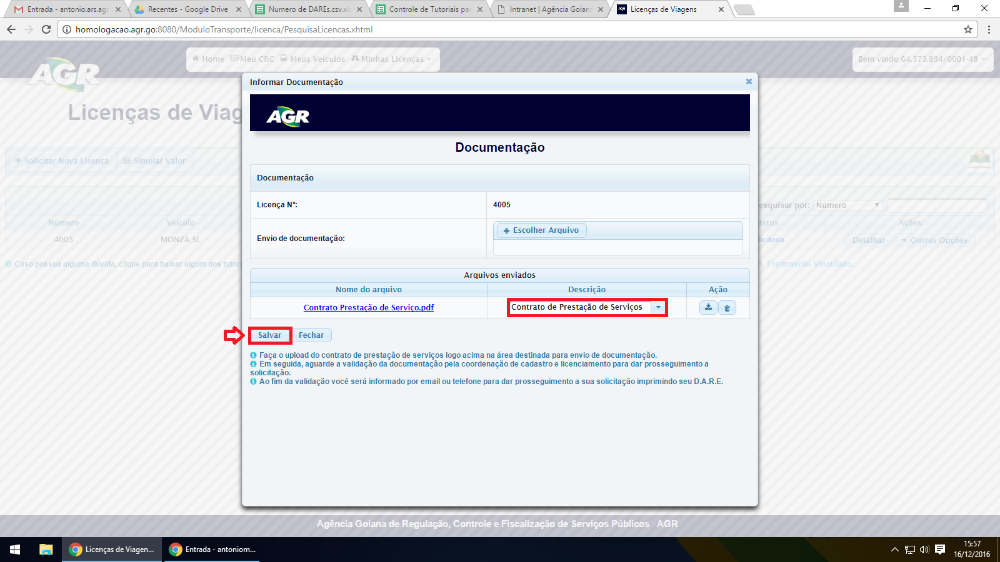 Entrada - antonio.ars.agr
Recentes - Google Drive
Numero de DAREs.csv.xls
Controle de Tutoriais par
Intranet | Agência Goiana
Licenças de Viagens
homologacao.agr.go:8080/ModuloTransporte/licenca/PesquisaLicencas.xhtml
AGR
Home
Meu CRC
Meus Veículos
Minhas Licenças
Bem vindo 64.373.894/0001-48
Licenças de Viag
Solicitar Nova Licença
Simular Valor
esquisar por:
Número
Número
Veículo
tatus
Ações
4005
MONZA SL
licitada
Detalhar
Outras Opções
Caso possua alguma dúvida, clique para baixar algum dos tutor
o, Fretamento Vinculado.
Informar Documentação
AGR
Documentação
Documentação
Licença Nº:
4005
Envio de documentação:
Escolher Arquivo
Arquivos enviados
Nome do arquivo
Descrição
Ação
Contrato Prestação de Serviço.pdf
Contrato de Prestação de Serviços
Salvar
Fechar
Faça o upload do contrato de prestação de serviços logo acima na área destinada para envio de documentação.
Em seguida, aguarde a validação da documentação pela coordenação de cadastro e licenciamento para dar prosseguimento a
solicitação.
Ao fim da validação você será informado por email ou telefone para dar prosseguimento a sua solicitação imprimindo seu D.A.R.E.
Agência Goiana de Regulação, Controle e Fiscalização de Serviços Públicos AGR
Licenças de Viagen...
Entrada - antoniom...
15:57
16/12/2016